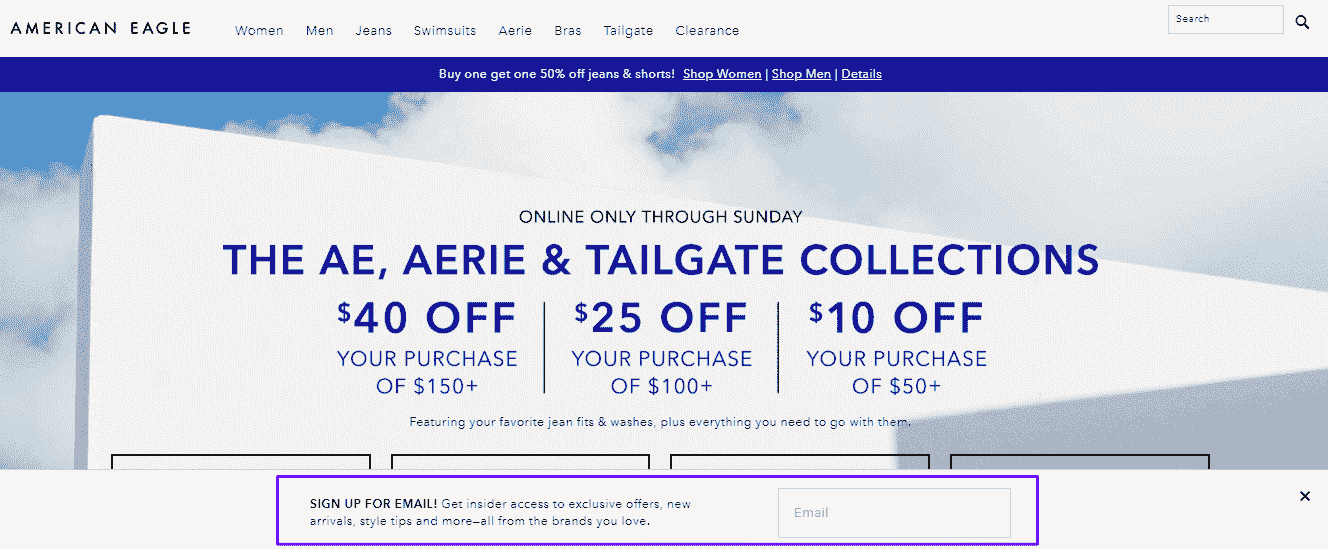 AMERICAN EAGLE
Women Men Jeans Swimsuits Aerie Bras Tailgate Clearance
Search
Buy one get one 50% off jeans & shorts! Shop Women | Shop Men | Details
ONLINE ONLY THROUGH SUNDAY
THE AE, AERIE & TAILGATE COLLECTIONS
$40 OFF
YOUR PURCHASE
OF $150+
$25 OFF
YOUR PURCHASE
OF $100+
$10 OFF
YOUR PURCHASE
OF $50+
Featuring your favorite jean fits & washes, plus everything you need to go with them.
SIGN UP FOR EMAIL! Get insider access to exclusive offers, new
arrivals, style tips and more—all from the brands you love.
Email